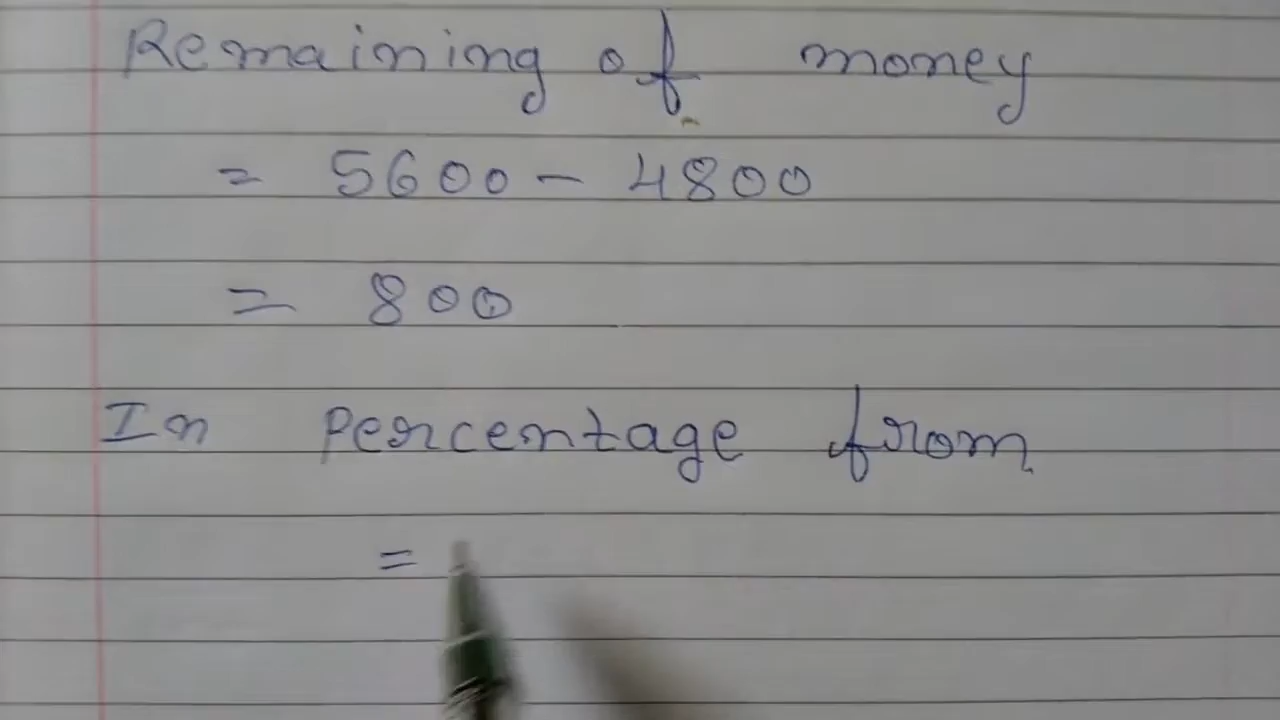 Remaining of money
= 5600 - 4800
= 800
In Percentage from
=